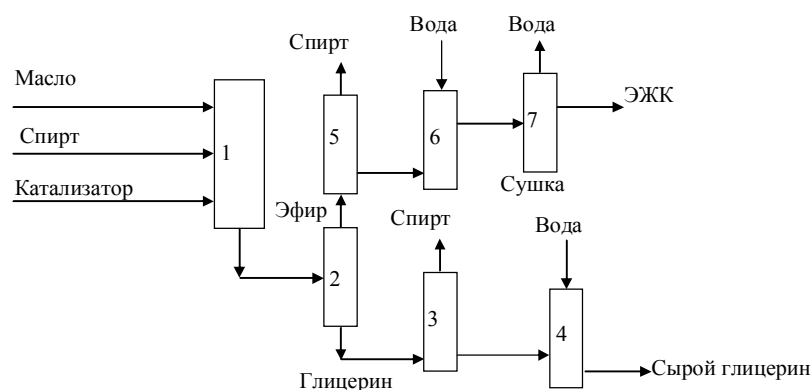 Вода
Вода
Спирт
Масло
ЭЖК
5
6
7
Спирт
1
Сушка
Катализатор
Эфир
Спирт
Вода
2
3
4
Сырой глицерин
Глицерин